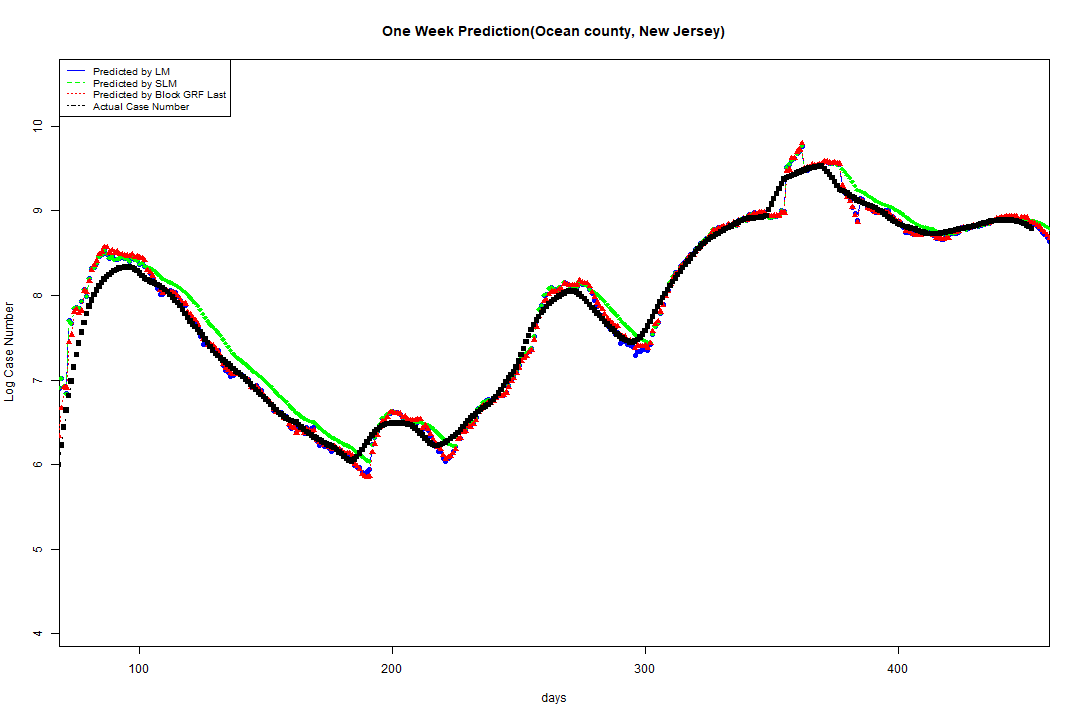 One Week Prediction(Ocean county, New Jersey)
Predicted by LM
Predicted by SLM
Predicted by Block GRF Last
Actual Case Number
Log Case Number
10
9
8
7
6
5
4
100 200 300 400
days